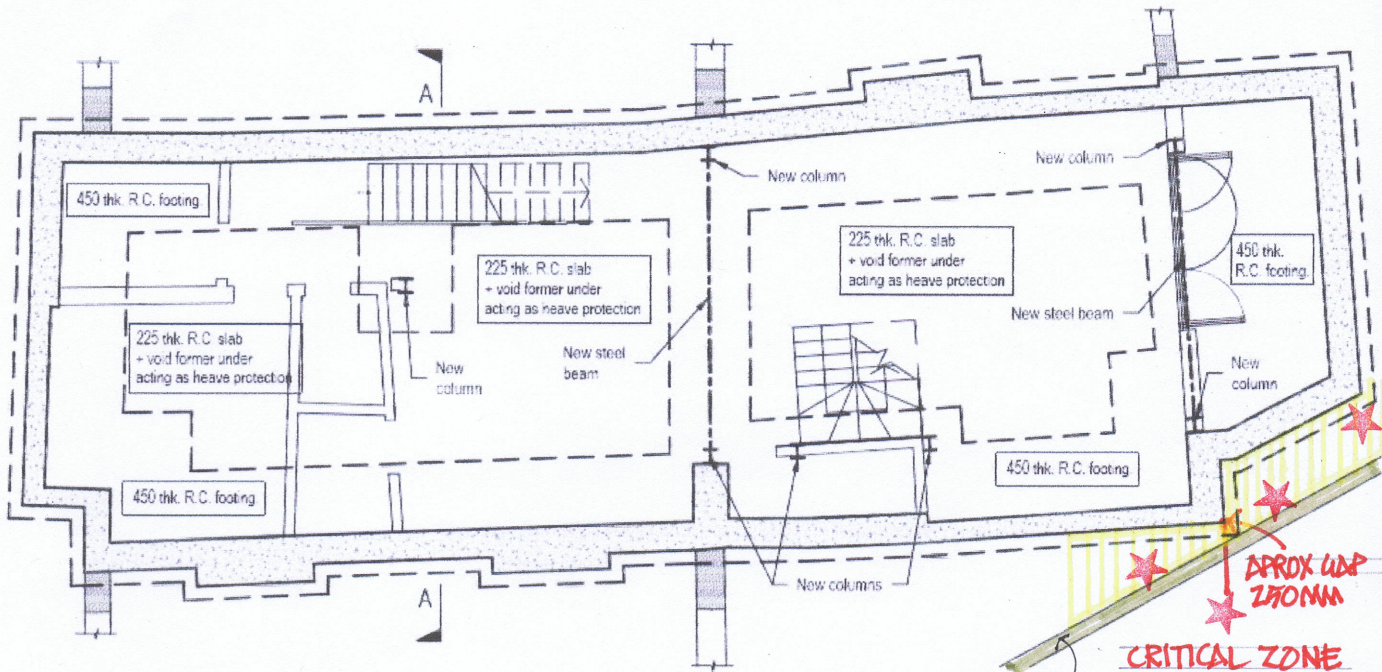 A
New column
New column
450 thk. R.C. footing.
225 thk. R.C. slab
+ void former under
acting as heave protection
225 thk. R.C. slab
+ void former under
acting as heave protection
450 thk.
R.C. footing.
New steel beam
225 thk. R.C. slab
+ void former under
acting as heave protection
New
column
New steel
beam
New
column
450 thk. R.C. footing
450 thk. R.C. footing
New columns
A
APROX GAP
250MM
CRITICAL ZONE